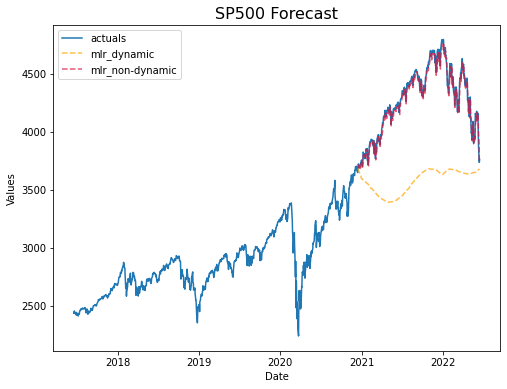 SP500 Forecast
actuals
mlr_dynamic
mlr_non-dynamic
4500
4000
3500
3000
2500
Values
2018
2019
2020
2021
2022
Date